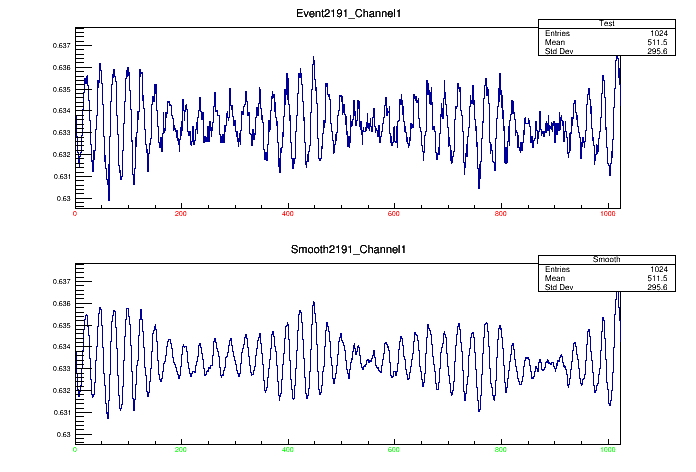 Event2191_Channel1
Test
Entries 1024
Mean 511.5
Std Dev 295.6
0.637
0.636
0.635
0.634
0.633
0.632
0.631
0.63
0 200 400 600 800 1000
Smooth2191_Channel1
Smooth
Entries 1024
Mean 511.5
Std Dev 295.6
0.637
0.636
0.635
0.634
0.633
0.632
0.631
0.63
0 200 400 600 800 1000